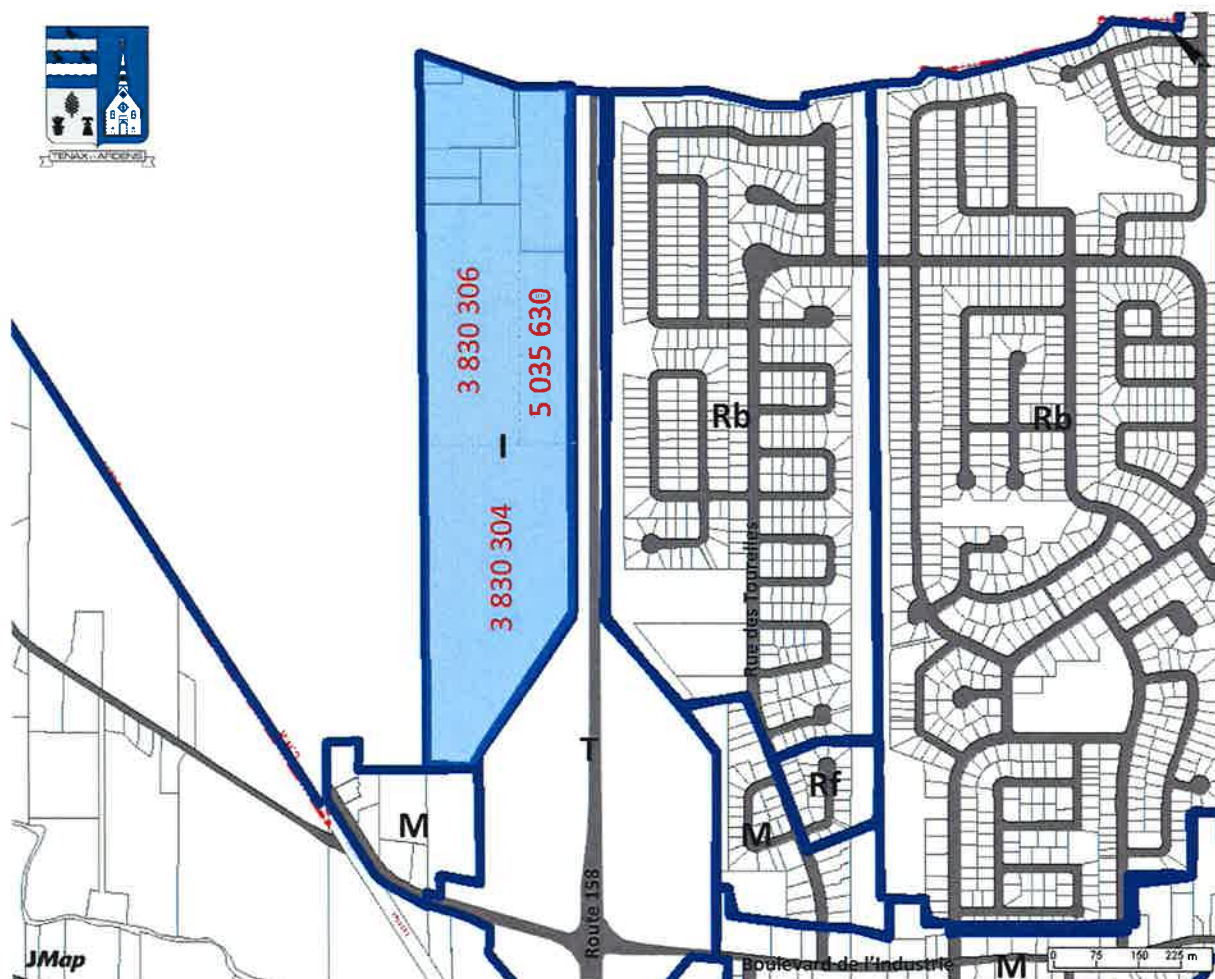 TENAX et ARDENS
3 830 306
5 035 630
I
3 830 304
Rb
Rb
Rue des Tourelles
T
Rf
M
M
Route 158
Boulevard de l'Industrie
M
JMap
0 75 150 225 m